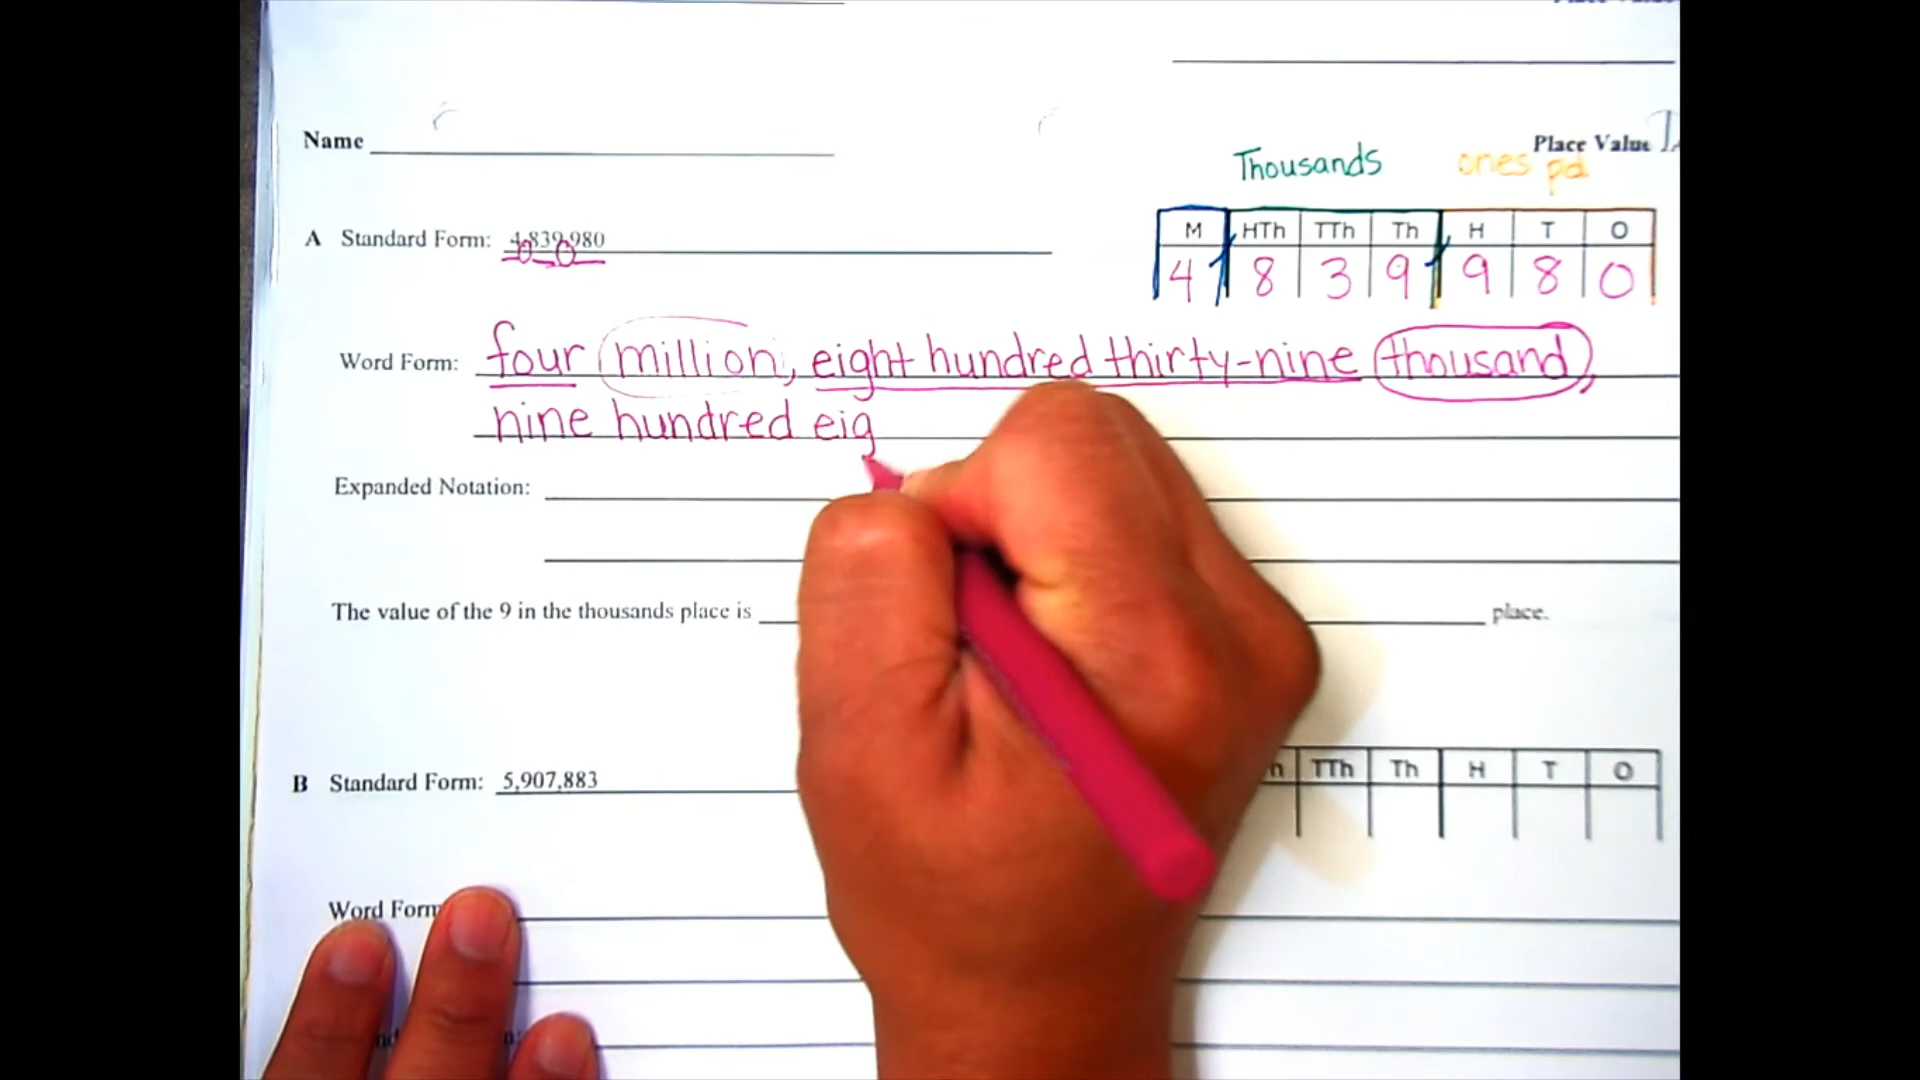 Name
Place Value
Thousands ones pd
A Standard Form: 4,839,980
M HTh TTh Th H T O
4 , 8 3 9 , 9 8 0
Word Form: four million, eight hundred thirty-nine thousand,
nine hundred eig
Expanded Notation:
The value of the 9 in the thousands place is place.
B Standard Form: 5,907,883
TTh Th H T O
Word Form